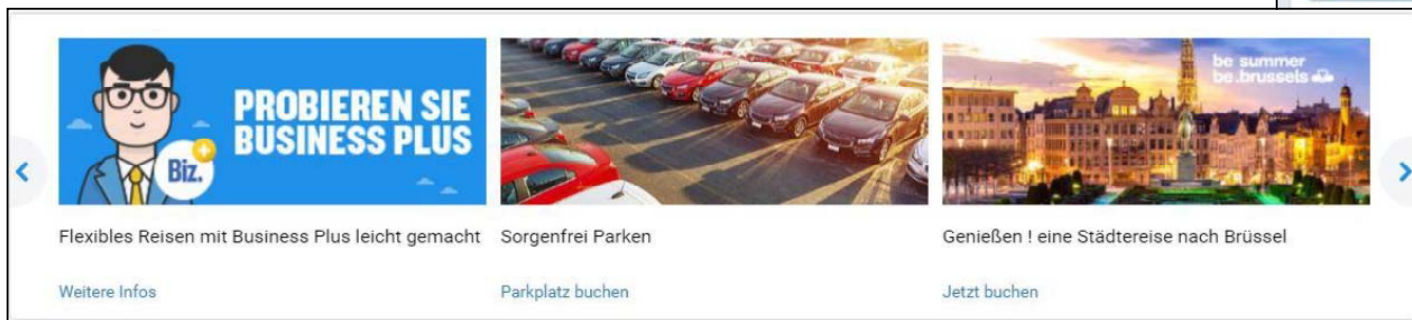 PROBIEREN SIE
BUSINESS PLUS
Biz.
be summer
be.brussels
Flexibles Reisen mit Business Plus leicht gemacht
Sorgenfrei Parken
Genießen ! eine Städtereise nach Brüssel
Weitere Infos
Parkplatz buchen
Jetzt buchen